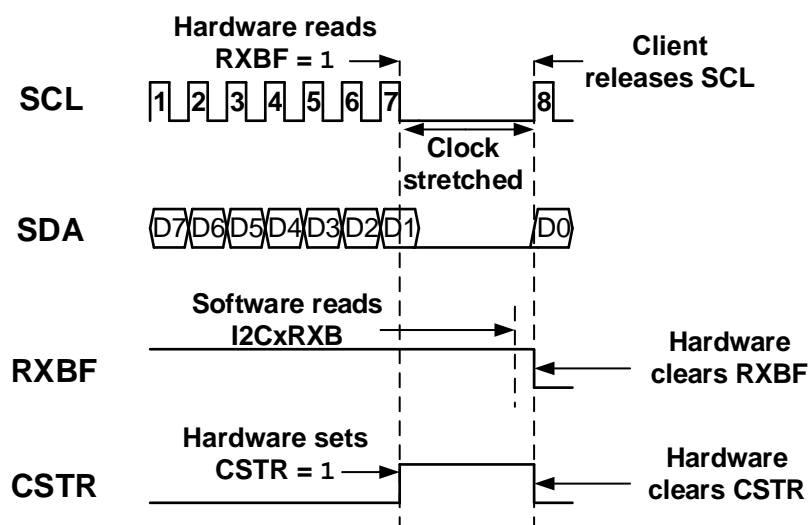 Hardware reads
RXBF = 1
Client
releases SCL
SCL
1 2 3 4 5 6 7 8
Clock
stretched
SDA
D7 D6 D5 D4 D3 D2 D1 D0
Software reads
I2CxRXB
RXBF
Hardware
clears RXBF
Hardware sets
CSTR = 1
CSTR
Hardware
clears CSTR